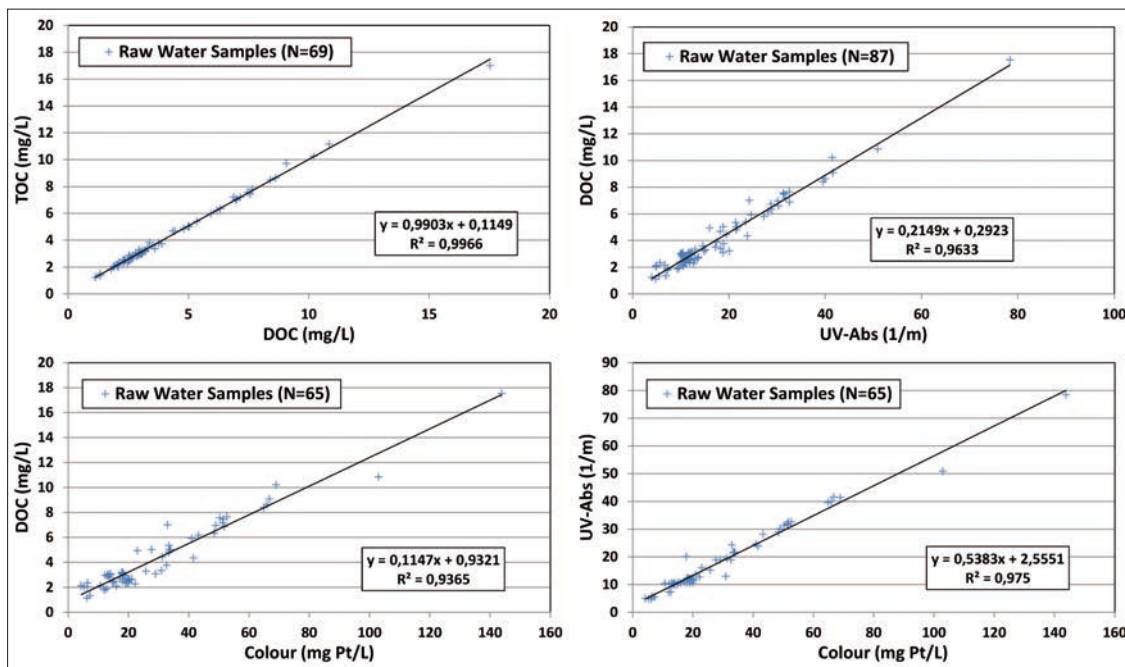 20
18
16
14
12
10
8
6
4
2
0
TOC (mg/L)
Raw Water Samples (N=69)
y = 0,9903x + 0,1149
R² = 0,9966
0 5 10 15 20
DOC (mg/L)
20
18
16
14
12
10
8
6
4
2
0
DOC (mg/L)
Raw Water Samples (N=87)
y = 0,2149x + 0,2923
R² = 0,9633
0 20 40 60 80 100
UV-Abs (1/m)
20
18
16
14
12
10
8
6
4
2
0
DOC (mg/L)
Raw Water Samples (N=65)
y = 0,1147x + 0,9321
R² = 0,9365
0 20 40 60 80 100 120 140 160
Colour (mg Pt/L)
90
80
70
60
50
40
30
20
10
0
UV-Abs (1/m)
Raw Water Samples (N=65)
y = 0,5383x + 2,5551
R² = 0,975
0 20 40 60 80 100 120 140 160
Colour (mg Pt/L)